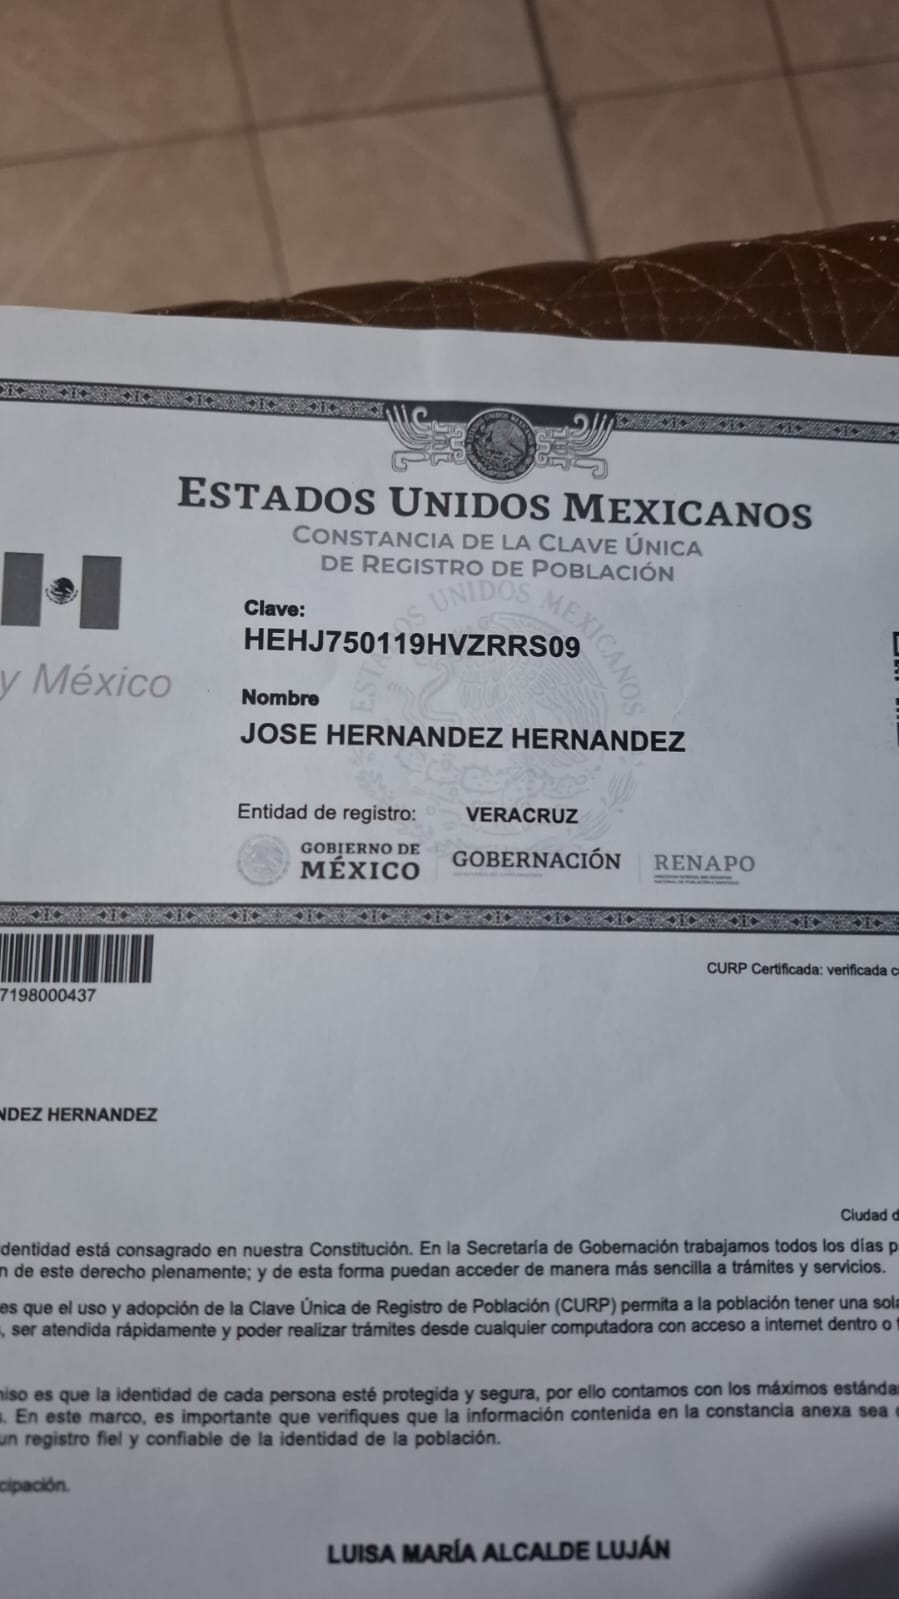 ESTADOS UNIDOS MEXICANOS
CONSTANCIA DE LA CLAVE ÚNICA
DE REGISTRO DE POBLACIÓN
Clave:
HEHJ750119HVZRRS09
y México
Nombre
JOSE HERNANDEZ HERNANDEZ
Entidad de registro: VERACRUZ
GOBIERNO DE
MÉXICO
GOBERNACIÓN
RENAPO
CURP Certificada: verificada c
7198000437
NDEZ HERNANDEZ
Ciudad d
dentidad está consagrado en nuestra Constitución. En la Secretaría de Gobernación trabajamos todos los días p
n de este derecho plenamente; y de esta forma puedan acceder de manera más sencilla a trámites y servicios.
es que el uso y adopción de la Clave Única de Registro de Población (CURP) permita a la población tener una sola
, ser atendida rápidamente y poder realizar trámites desde cualquier computadora con acceso a internet dentro o f
niso es que la identidad de cada persona esté protegida y segura, por ello contamos con los máximos estánda
. En este marco, es importante que verifiques que la información contenida en la constancia anexa sea
un registro fiel y confiable de la identidad de la población.
cipación.
LUISA MARÍA ALCALDE LUJÁN